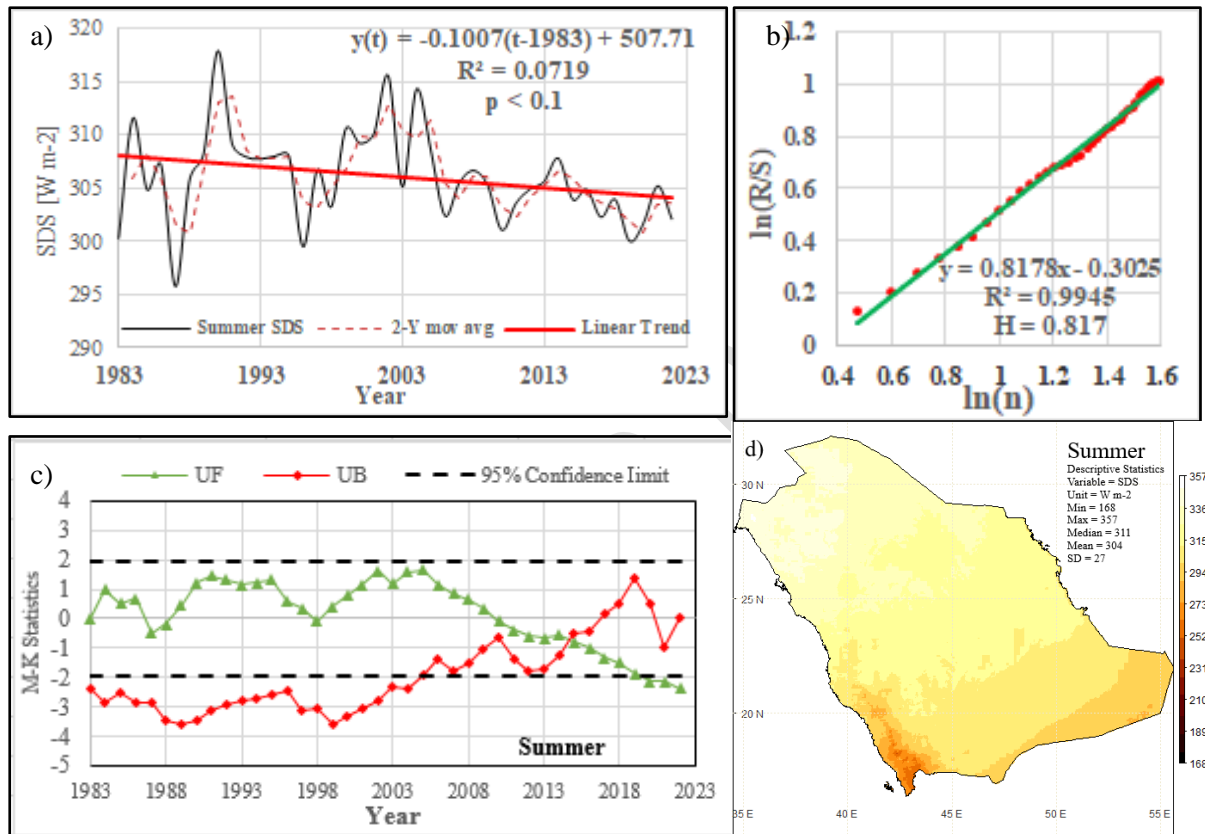 a)
y(t) = -0.1007(t-1983) + 507.71
R² = 0.0719
p < 0.1
320
315
310
305
300
295
290
SDS [W m-2]
Summer SDS 2-Y mov avg Linear Trend
1983 1993 2003 2013 2023
Year
b)
1.2
1
0.8
0.6
0.4
0.2
0
ln(R/S)
y = 0.8178x - 0.3025
R² = 0.9945
H = 0.817
0.4 0.6 0.8 1 1.2 1.4 1.6
ln(n)
c)
UF UB 95% Confidence limit
4
3
2
1
0
-1
-2
-3
-4
-5
M-K Statistics
Summer
1983 1988 1993 1998 2003 2008 2013 2018 2023
Year
d)
Summer
Descriptive Statistics
Variable = SDS
Unit = W m-2
Min = 168
Max = 357
Median = 311
Mean = 304
SD = 27
30 N
25 N
20 N
35 E 40 E 45 E 50 E 55 E
357
336
315
294
273
252
231
210
189
168